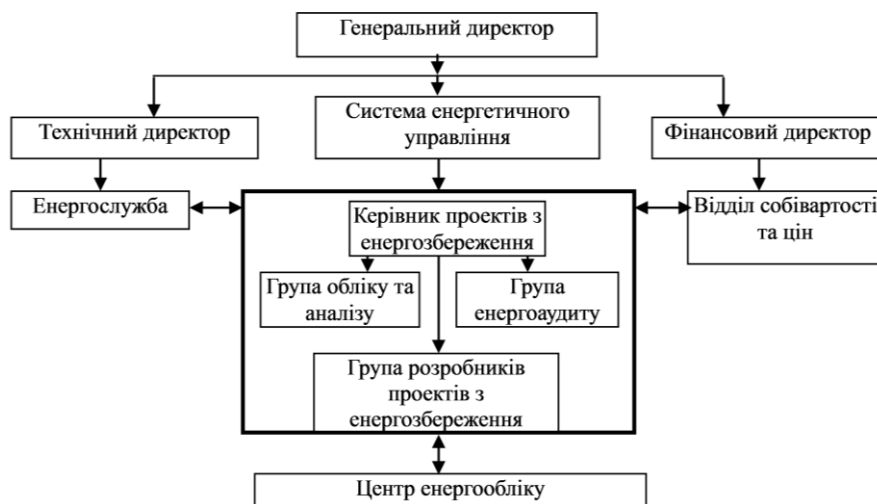 Генеральний директор
Технічний директор
Система енергетичного
управління
Фінансовий директор
Енергослужба
Керівник проектів з
енергозбереження
Відділ собівартості
та цін
Група обліку та
аналізу
Група
енергоаудиту
Група розробників
проектів з
енергозбереження
Центр енергообліку